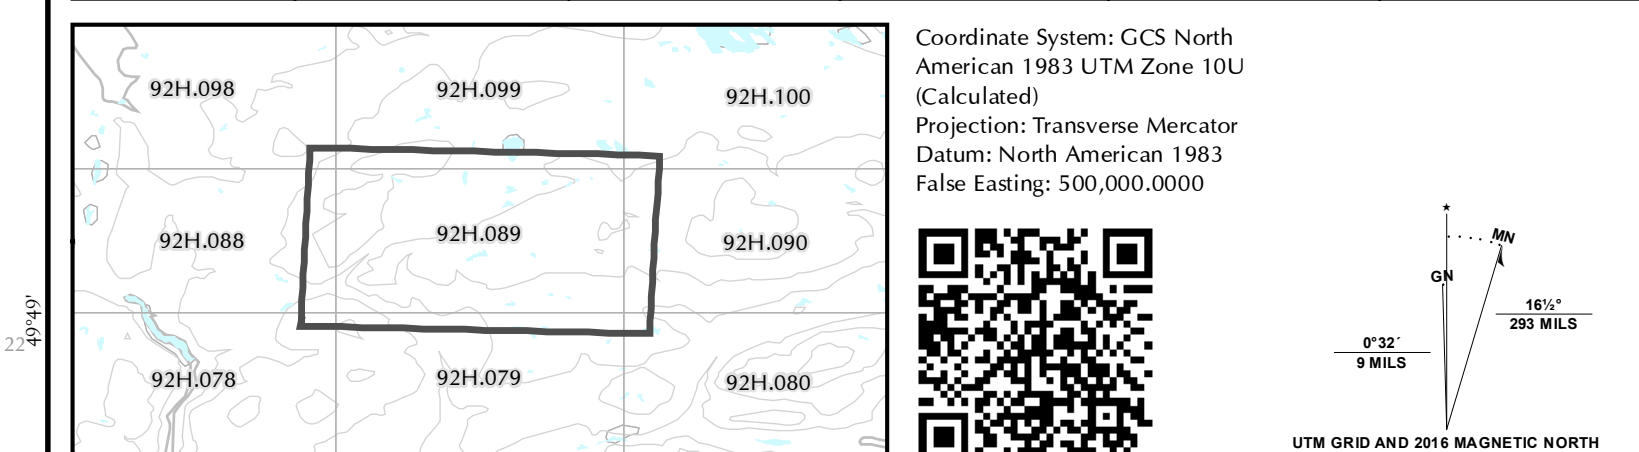 92H.098
92H.099
92H.100
92H.088
92H.089
92H.090
92H.078
92H.079
92H.080
22
49°49'
Coordinate System: GCS North
American 1983 UTM Zone 10U
(Calculated)
Projection: Transverse Mercator
Datum: North American 1983
False Easting: 500,000.0000
MN
GN
16½°
293 MILS
0°32´
9 MILS
UTM GRID AND 2016 MAGNETIC NORTH